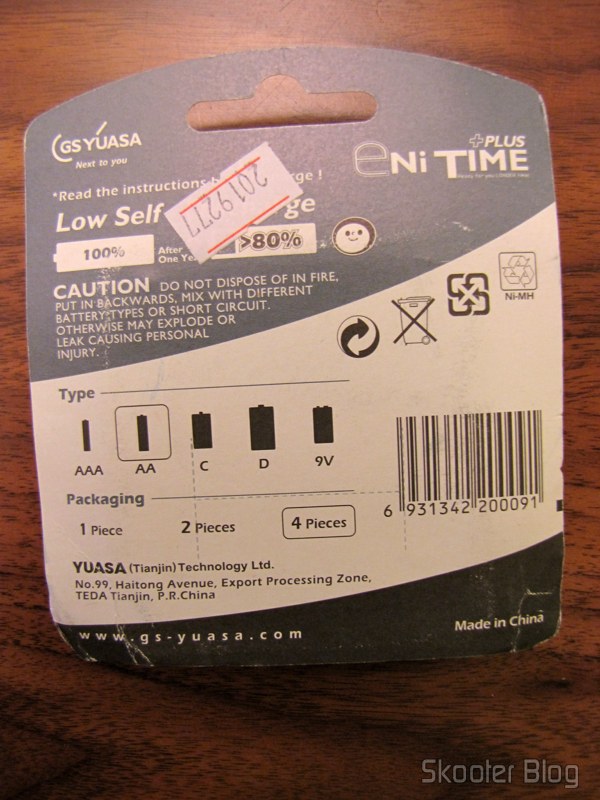 GS YUASA
Next to you
+PLUS
eNi TIME
*Read the instructions
!
Low Self
2019277
100%
After
One Year
>80%
CAUTION DO NOT DISPOSE OF IN FIRE,
PUT IN BACKWARDS, MIX WITH DIFFERENT
BATTERY TYPES OR SHORT CIRCUIT.
OTHERWISE MAY EXPLODE OR
LEAK CAUSING PERSONAL
INJURY.
Ni-MH
Type
AAA AA C D 9V
Packaging
1 Piece 2 Pieces 4 Pieces
6 931342 200091
YUASA (Tianjin) Technology Ltd.
No.99, Haitong Avenue, Export Processing Zone,
TEDA Tianjin, P.R.China
www.gs-yuasa.com
Made in China
Skooter Blog